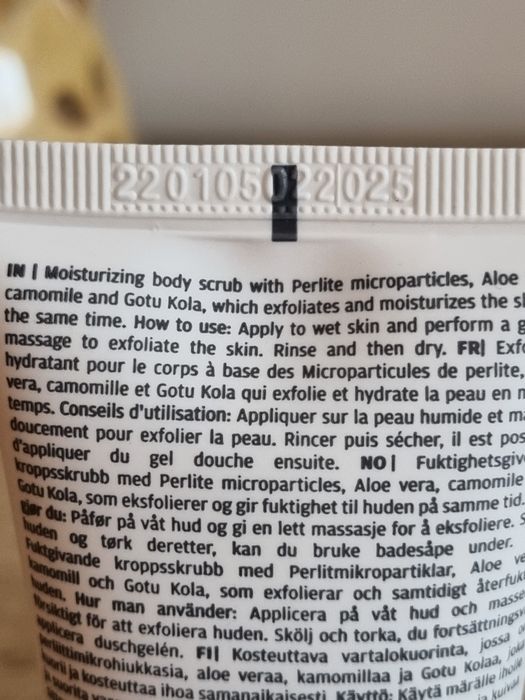 220105022025
IN | Moisturizing body scrub with Perlite microparticles, Aloe
camomile and Gotu Kola, which exfoliates and moisturizes the
the same time. How to use: Apply to wet skin and perform a
massage to exfoliate the skin. Rinse and then dry. FR|
hydratant pour le corps à base des Microparticules de perlite,
vera, camomille et Gotu Kola qui exfolie et hydrate la peau en
temps. Conseils d'utilisation: Appliquer sur la peau humide et
doucement pour exfolier la peau. Rincer puis sécher, il est
d'appliquer du gel douche ensuite. NO|
kroppsskrubb med Perlite microparticles, Aloe vera, camomile
Gotu Kola, som eksfolierer og gir fuktighet til huden på samme tid.
du: Påfør på våt hud og gi en lett massasje for å eksfoliere.
huden og tørk deretter, kan du bruke badesåpe under.
Fuktgivande kroppsskrubb med Perlitmikropartiklar, Aloe
kamomill och Gotu Kola, som exfolierar och samtidigt
huden. Hur man använder: Applicera på våt hud och
försiktigt för att exfoliera huden. Skölj och torka, du
applicera duschgelén. FI| Kosteuttava vartalokuorinta, jossa
perliittimikrohiukkasia, aloe veraa, kamomillaa ja Gotu Kolaa,
ja kosteuttaa ihoa samanaikaisesti. Käyttö: Käytä märälle